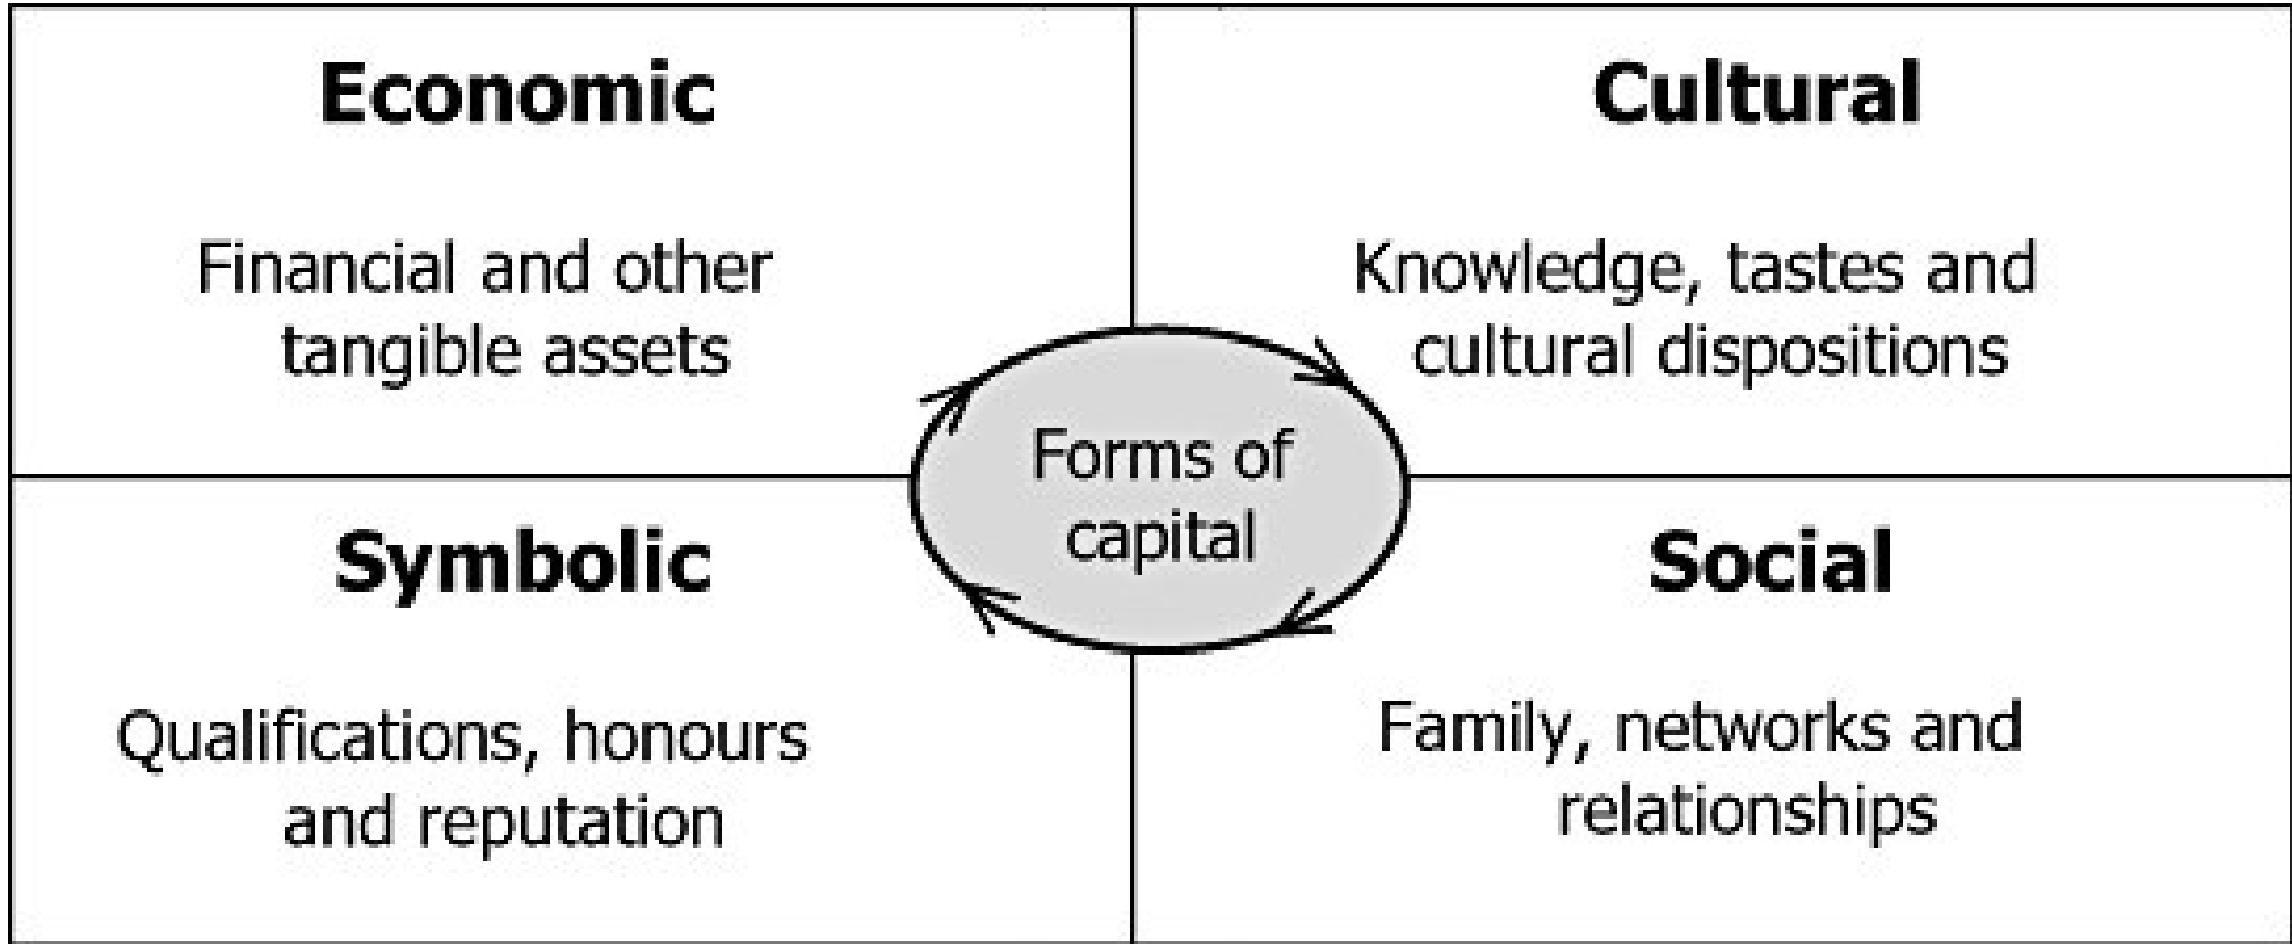 Economic
Financial and other
tangible assets
Cultural
Knowledge, tastes and
cultural dispositions
Forms of
capital
Symbolic
Qualifications, honours
and reputation
Social
Family, networks and
relationships